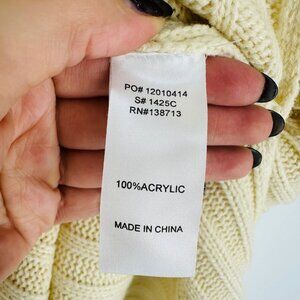 PO# 12010414
S# 1425C
RN#138713
100%ACRYLIC
MADE IN CHINA